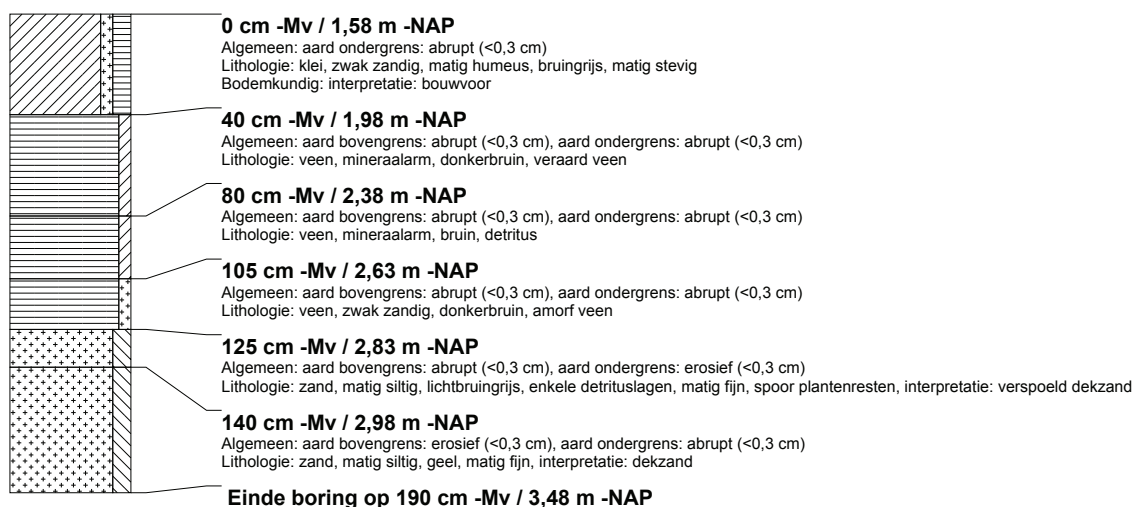 0 cm -Mv / 1,58 m -NAP
Algemeen: aard ondergrens: abrupt (<0,3 cm)
Lithologie: klei, zwak zandig, matig humeus, bruingrijs, matig stevig
Bodemkundig: interpretatie: bouwvoor
40 cm -Mv / 1,98 m -NAP
Algemeen: aard bovengrens: abrupt (<0,3 cm), aard ondergrens: abrupt (<0,3 cm)
Lithologie: veen, mineraalarm, donkerbruin, veraard veen
80 cm -Mv / 2,38 m -NAP
Algemeen: aard bovengrens: abrupt (<0,3 cm), aard ondergrens: abrupt (<0,3 cm)
Lithologie: veen, mineraalarm, bruin, detritus
105 cm -Mv / 2,63 m -NAP
Algemeen: aard bovengrens: abrupt (<0,3 cm), aard ondergrens: abrupt (<0,3 cm)
Lithologie: veen, zwak zandig, donkerbruin, amorf veen
125 cm -Mv / 2,83 m -NAP
Algemeen: aard bovengrens: abrupt (<0,3 cm), aard ondergrens: erosief (<0,3 cm)
Lithologie: zand, matig siltig, lichtbruingrijs, enkele detrituslagen, matig fijn, spoor plantenresten, interpretatie: verspoeld dekzand
140 cm -Mv / 2,98 m -NAP
Algemeen: aard bovengrens: erosief (<0,3 cm), aard ondergrens: abrupt (<0,3 cm)
Lithologie: zand, matig siltig, geel, matig fijn, interpretatie: dekzand
Einde boring op 190 cm -Mv / 3,48 m -NAP